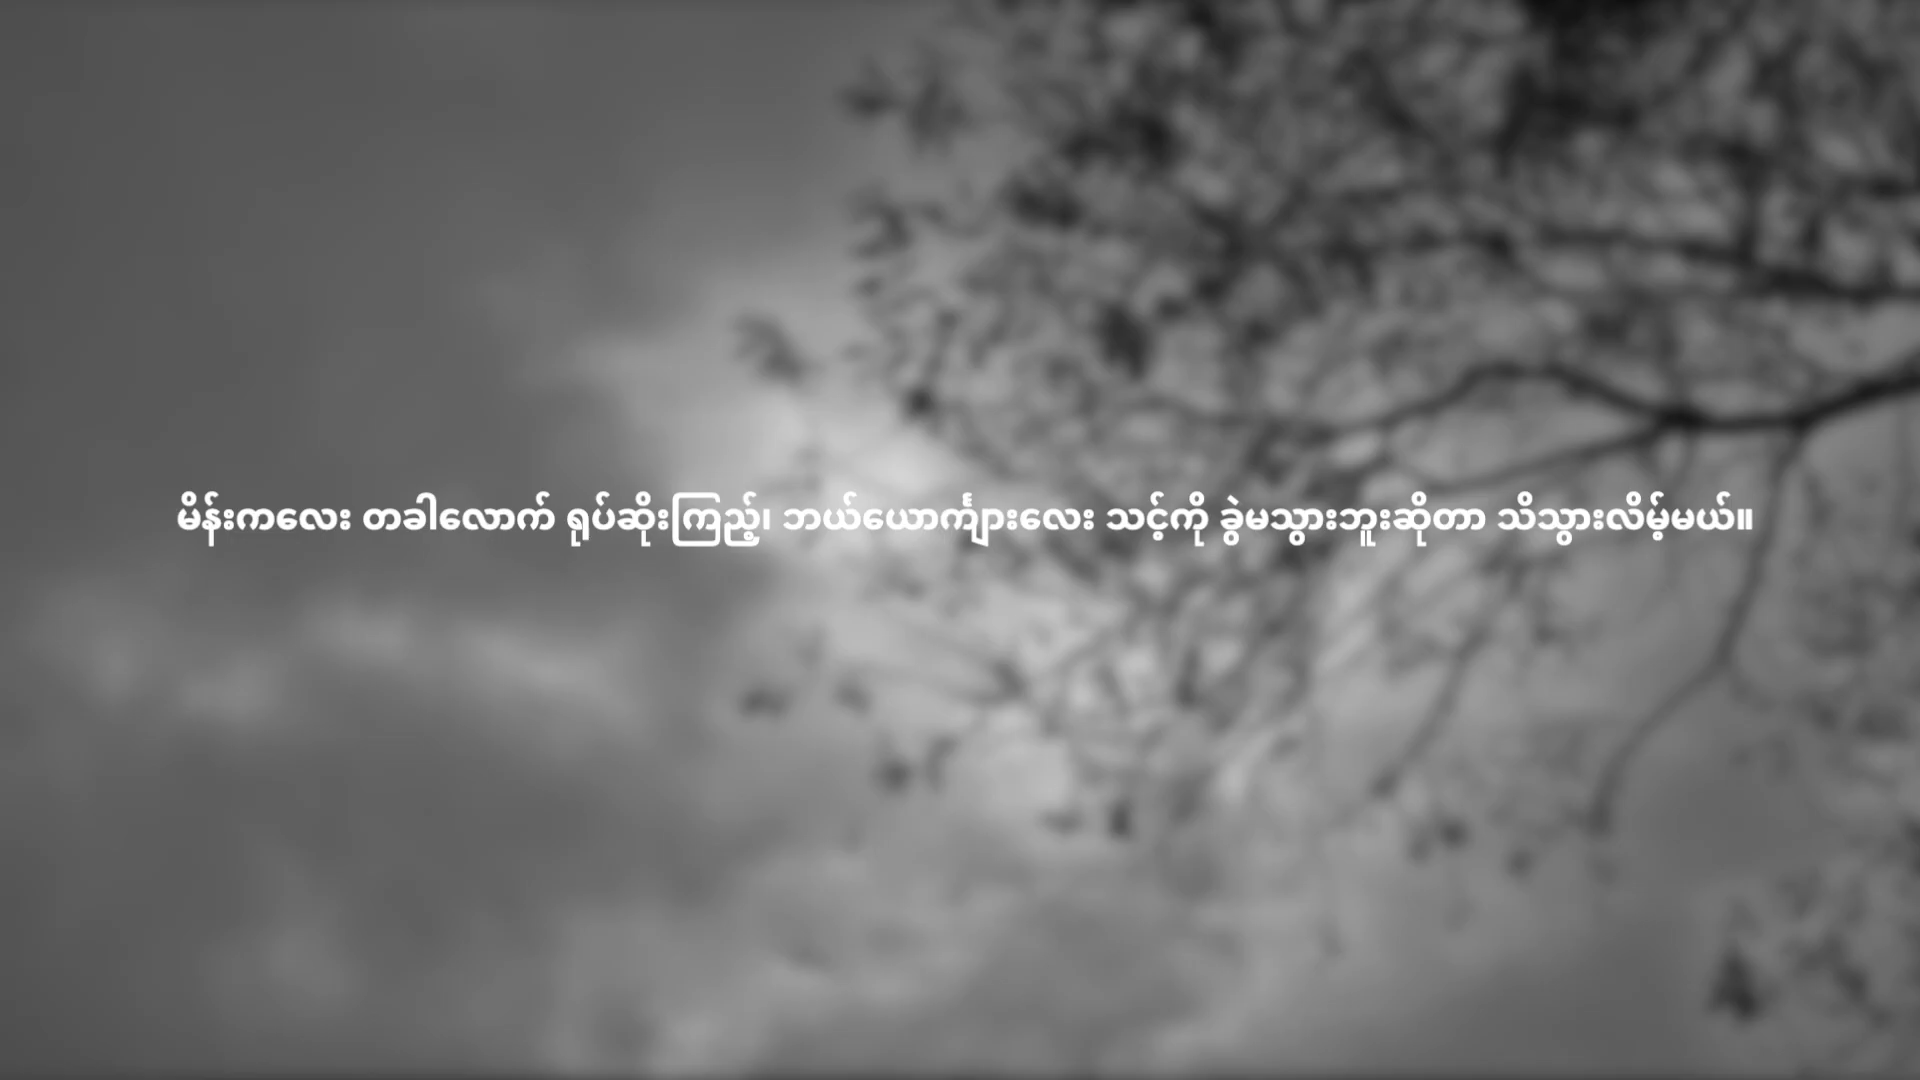 မိန်းကလေး တခါလောက် ရုပ်ဆိုးကြည့်၊ ဘယ်ယောင်္ကျားလေး သင့်ကို ခွဲမသွားဘူးဆိုတာ သိသွားလိမ့်မယ်။